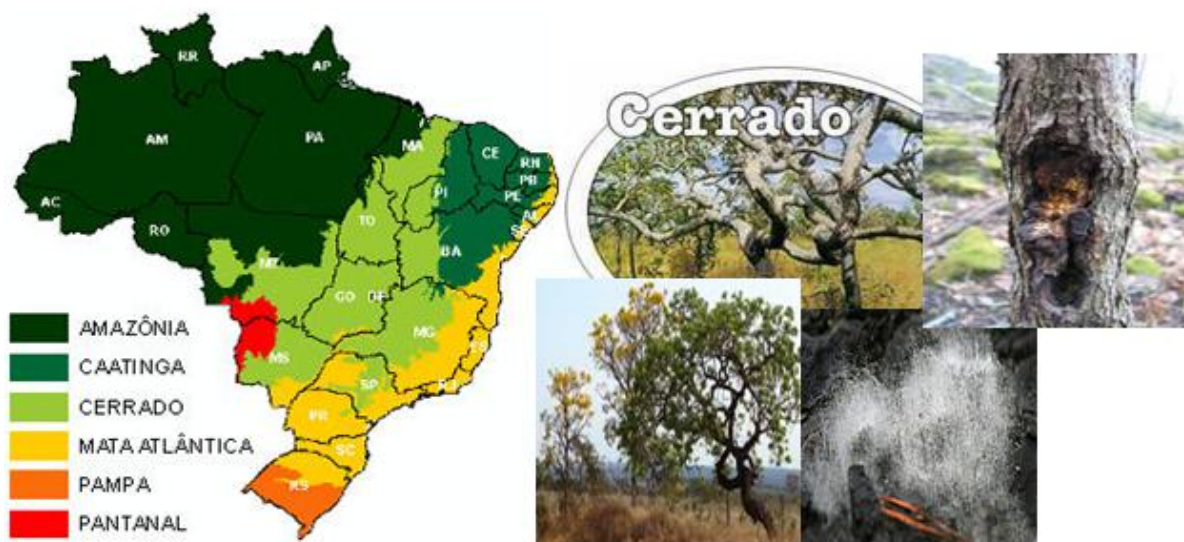 RR
AP
AM
PA
MA
CE
RN
PB
PE
PI
AL
SE
AC
RO
TO
BA
MT
GO
DF
MG
ES
MS
SP
RJ
PR
SC
RS
AMAZÔNIA
CAATINGA
CERRADO
MATA ATLÂNTICA
PAMPA
PANTANAL
Cerrado